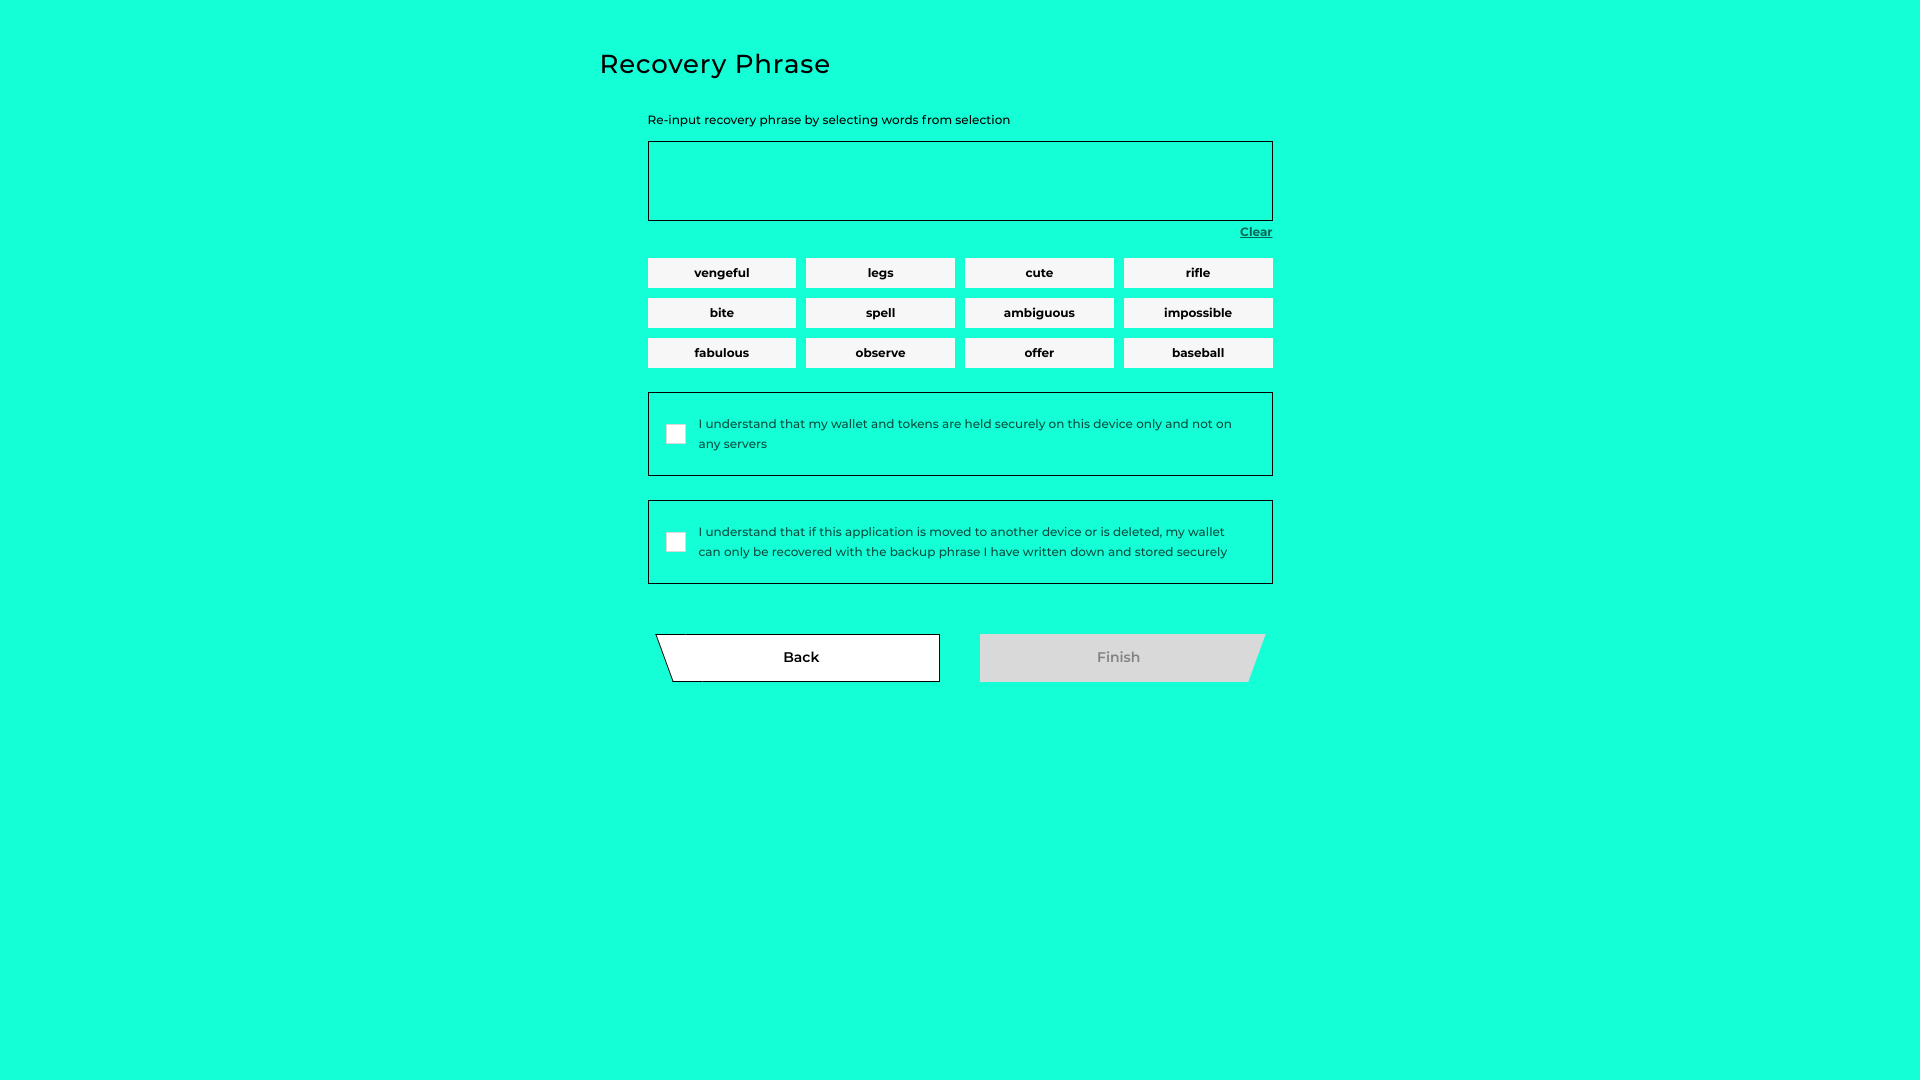 Recovery Phrase
Re-input recovery phrase by selecting words from selection
Clear
vengeful legs cute rifle
bite spell ambiguous impossible
fabulous observe offer baseball
I understand that my wallet and tokens are held securely on this device only and not on
any servers
I understand that if this application is moved to another device or is deleted, my wallet
can only be recovered with the backup phrase I have written down and stored securely
Back Finish